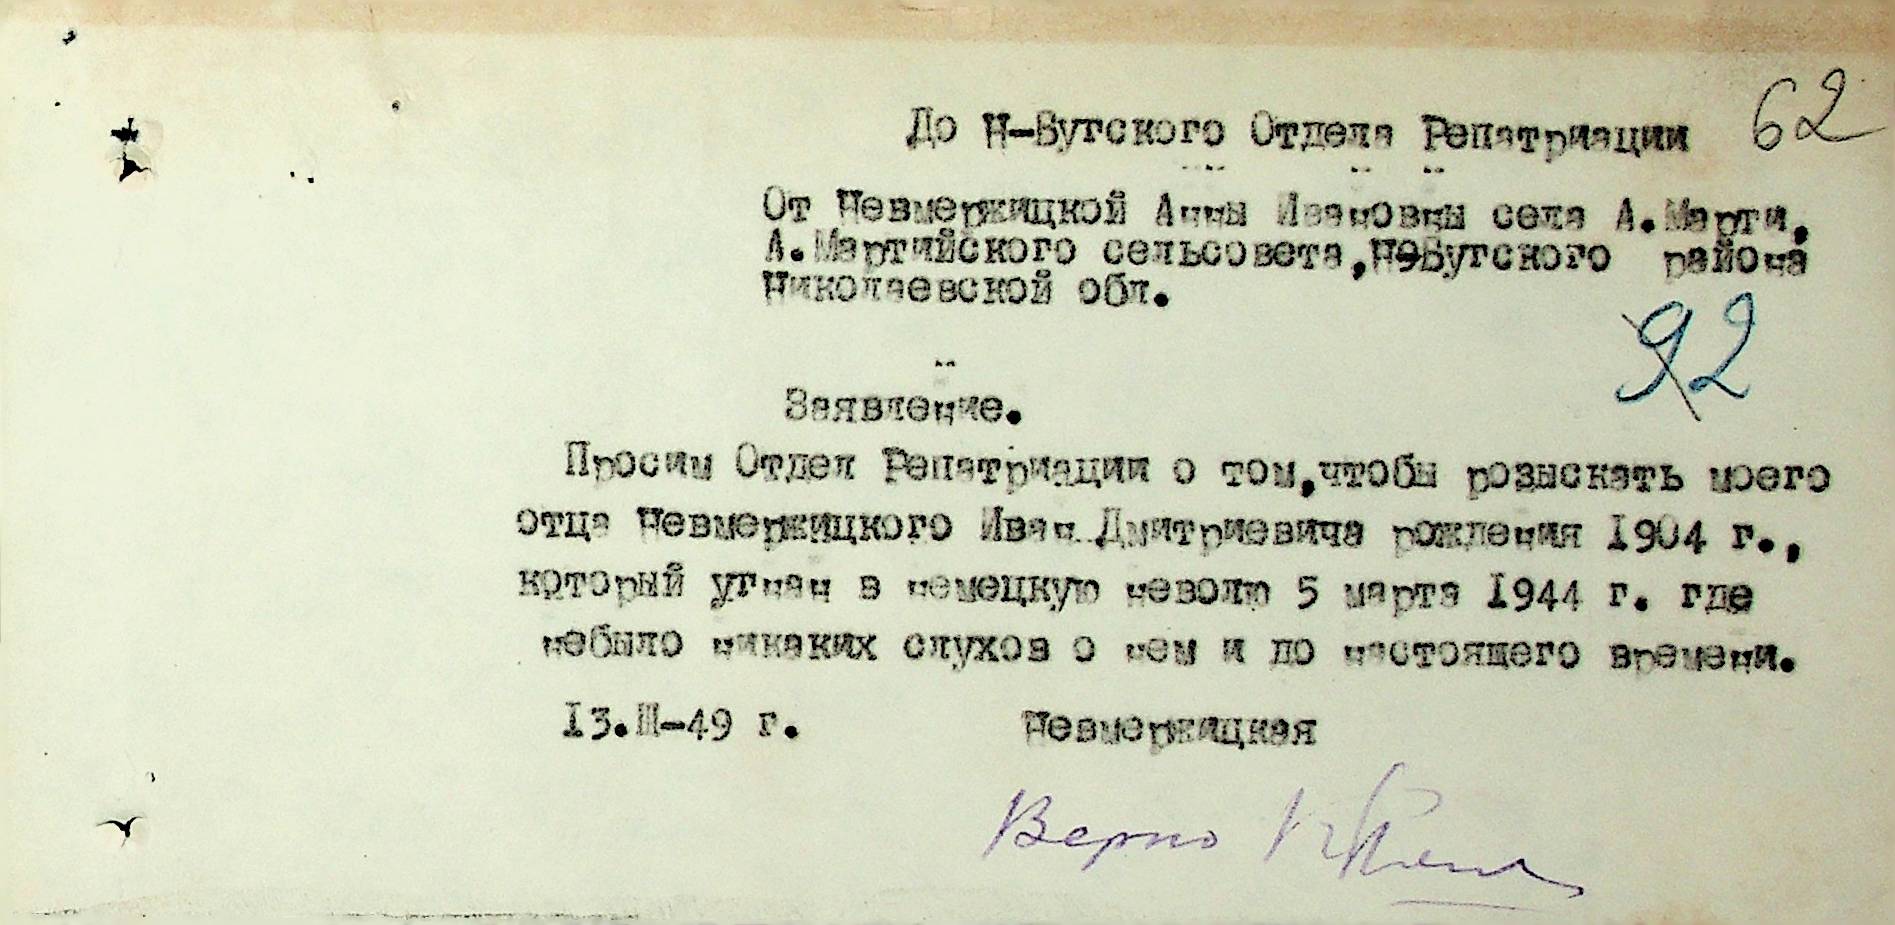 До Н-Бугского Отдела Репатриации 62
От Невмержицкой Анны Ивановны села А.Марти,
А.Мартийского сельсовета,Н-Бугского района
Николаевской обл.
92
Заявление.
Просим Отдел Репатриации о том,чтобы розыскать моего
отца Невмержицкого Иван Дмитриевича рождения 1904 г.,
который угнан в немецкую неволю 5 марта 1944 г. где
небыло никаких слухов о нем и до настоящего времени.
13.Ⅲ-49 г. Невмержицкая
Верно